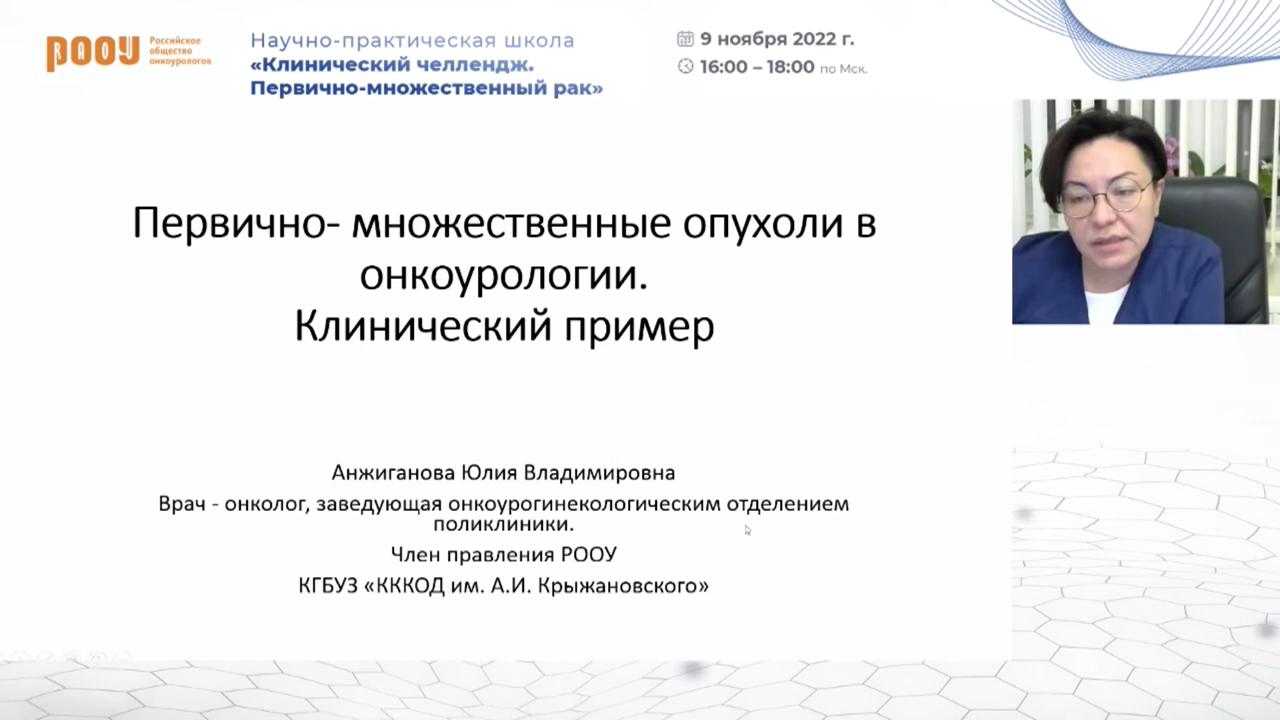 РООУ
Российское
общество
онкоурологов
Научно-практическая школа
«Клинический челлендж.
Первично-множественный рак»
9 ноября 2022 г.
16:00 – 18:00 по Мск.
Первично- множественные опухоли в
онкоурологии.
Клинический пример
Анжиганова Юлия Владимировна
Врач - онколог, заведующая онкоурогинекологическим отделением
поликлиники.
Член правления РООУ
КГБУЗ «КККОД им. А.И. Крыжановского»